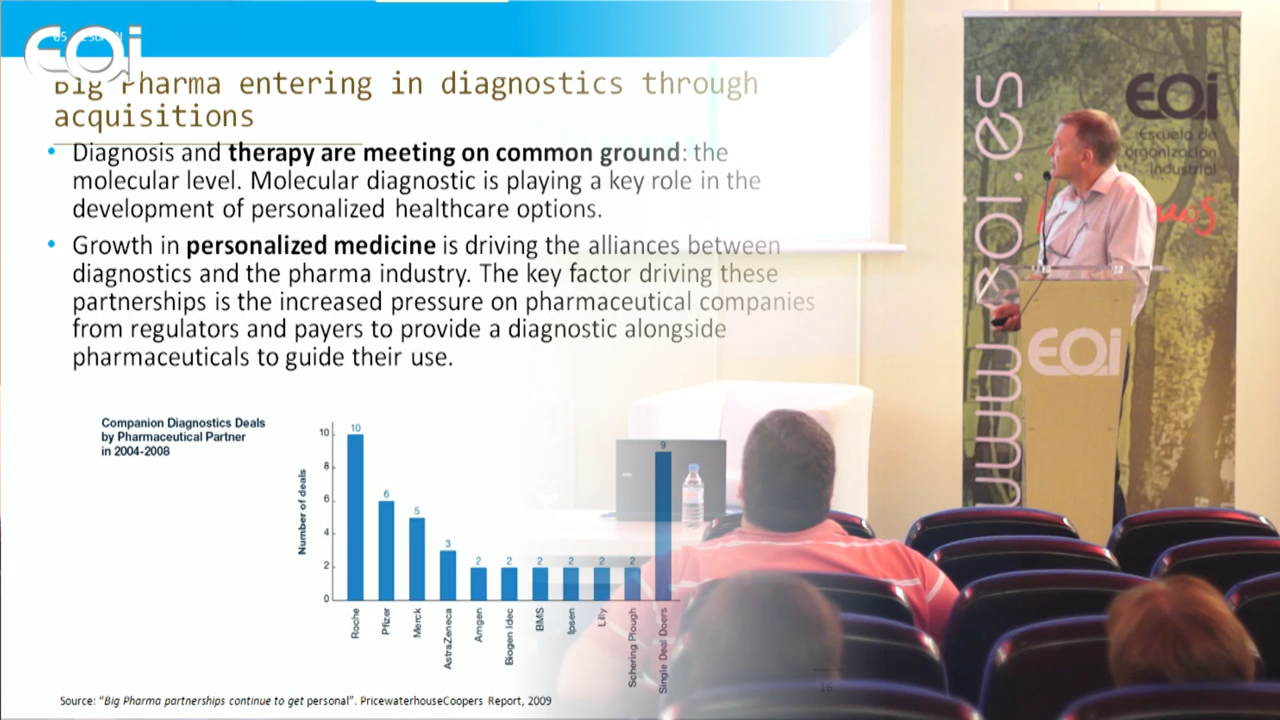 EOi
Big Pharma entering in diagnostics through
acquisitions
• Diagnosis and therapy are meeting on common ground: the
molecular level. Molecular diagnostic is playing a key role in the
development of personalized healthcare options.
• Growth in personalized medicine is driving the alliances between
diagnostics and the pharma industry. The key factor driving these
partnerships is the increased pressure on pharmaceutical companies
from regulators and payers to provide a diagnostic alongside
pharmaceuticals to guide their use.
Companion Diagnostics Deals
by Pharmaceutical Partner
in 2004-2008
Number of deals
10
8
6
4
2
0
10
6
5
3
2
2
2
2
2
2
9
Roche
Pfizer
Merck
AstraZeneca
Amgen
Biogen Idec
BMS
Ipsen
Lilly
Schering Plough
Single Deal Doers
Source: “Big Pharma partnerships continue to get personal”. PricewaterhouseCoopers Report, 2009
16
www.eoi.es
EOi
Escuela de
organización
industrial
EOi